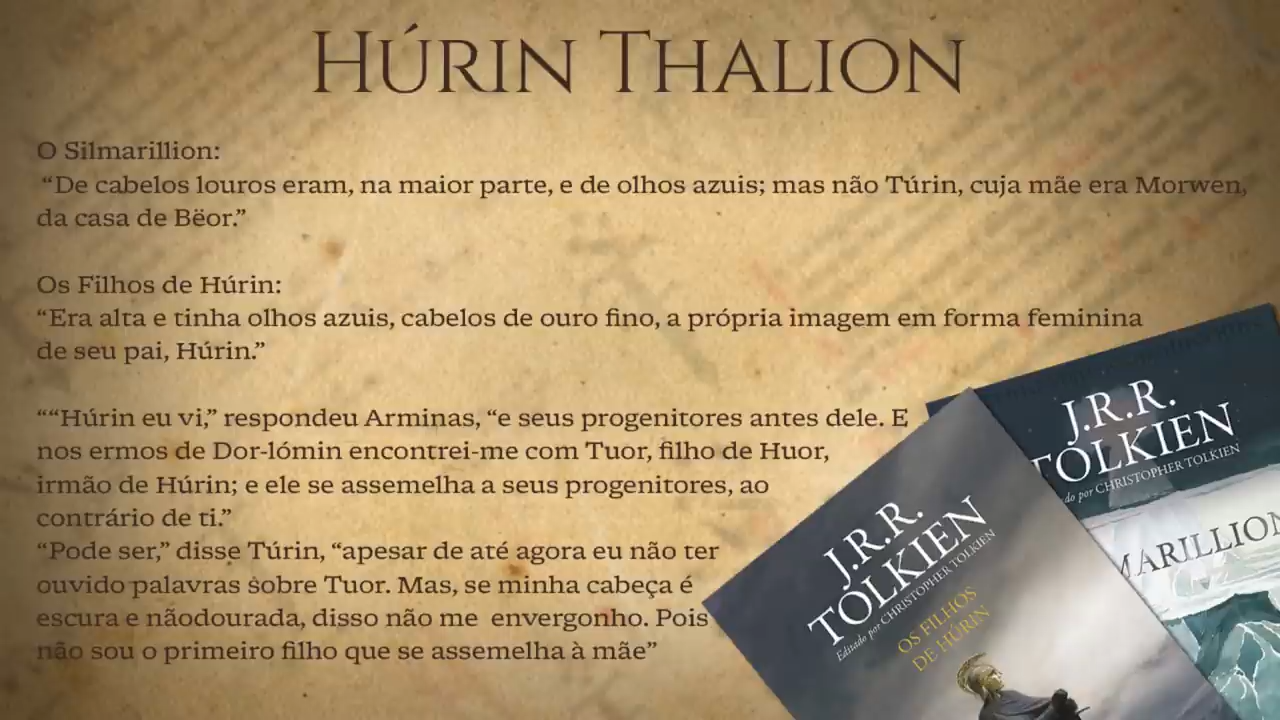 HÚRIN THALION
O Silmarillion:
“De cabelos louros eram, na maior parte, e de olhos azuis; mas não Túrin, cuja mãe era Morwen,
da casa de Bëor.”
Os Filhos de Húrin:
“Era alta e tinha olhos azuis, cabelos de ouro fino, a própria imagem em forma feminina
de seu pai, Húrin.”
““Húrin eu vi,” respondeu Arminas, “e seus progenitores antes dele. E
nos ermos de Dor-lómin encontrei-me com Tuor, filho de Huor,
irmão de Húrin; e ele se assemelha a seus progenitores, ao
contrário de ti.”
“Pode ser,” disse Túrin, “apesar de até agora eu não ter
ouvido palavras sobre Tuor. Mas, se minha cabeça é
escura e nãodourada, disso não me envergonho. Pois
não sou o primeiro filho que se assemelha à mãe”
J.R.R.
TOLKIEN
Editado por CHRISTOPHER TOLKIEN
OS FILHOS
DE HÚRIN
J.R.R.
TOLKIEN
do por CHRISTOPHER TOLKIEN
MARILLION